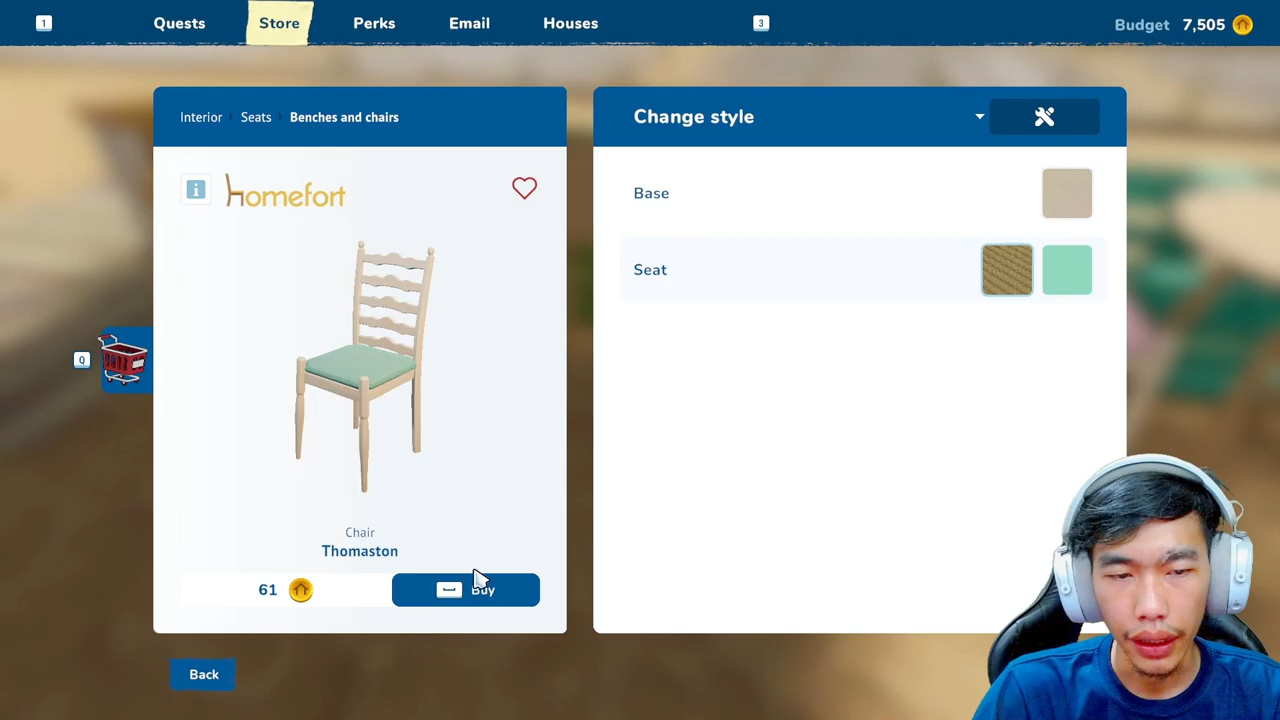 1
Quests
Store
Perks
Email
Houses
3
Budget 7,505
Interior Seats Benches and chairs
i
homefort
Change style
Base
Seat
Q
Chair
Thomaston
61
Buy
Back